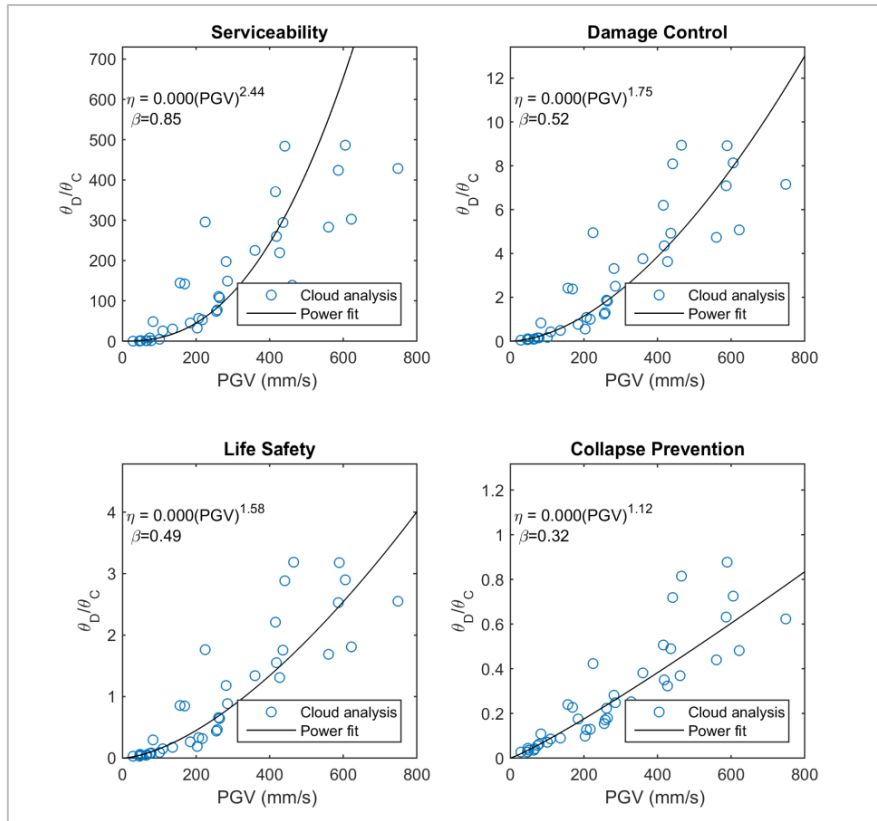 Serviceability
700
600
500
400
300
200
100
0
η = 0.000(PGV)^2.44
β=0.85
θD/θC
Cloud analysis
Power fit
0 200 400 600 800
PGV (mm/s)
Damage Control
12
10
8
6
4
2
0
η = 0.000(PGV)^1.75
β=0.52
θD/θC
Cloud analysis
Power fit
0 200 400 600 800
PGV (mm/s)
Life Safety
4
3
2
1
0
η = 0.000(PGV)^1.58
β=0.49
θD/θC
Cloud analysis
Power fit
0 200 400 600 800
PGV (mm/s)
Collapse Prevention
1.2
1
0.8
0.6
0.4
0.2
0
η = 0.000(PGV)^1.12
β=0.32
θD/θC
Cloud analysis
Power fit
0 200 400 600 800
PGV (mm/s)